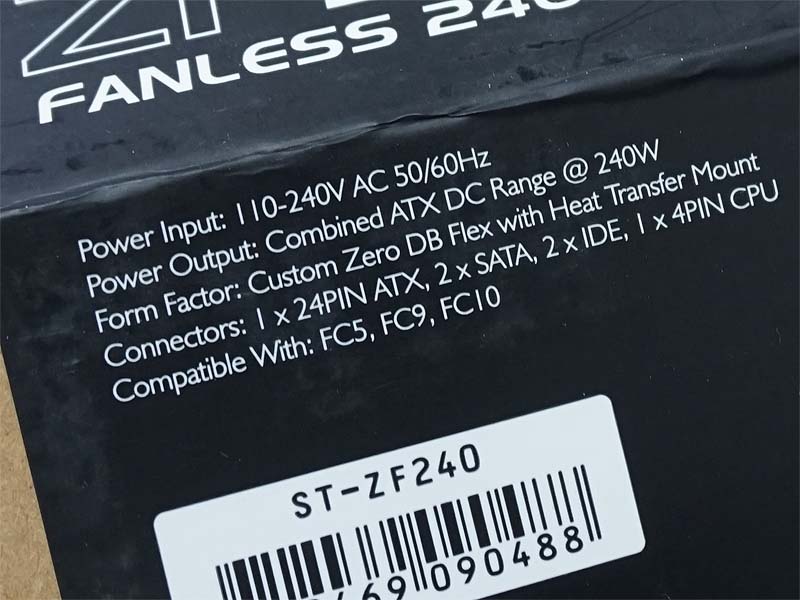 FANLESS 240
Power Input: 110-240V AC 50/60Hz
Power Output: Combined ATX DC Range @ 240W
Form Factor: Custom Zero DB Flex with Heat Transfer Mount
Connectors: 1 x 24PIN ATX, 2 x SATA, 2 x IDE, 1 x 4PIN CPU
Compatible With: FC5, FC9, FC10
ST-ZF240
69 090488